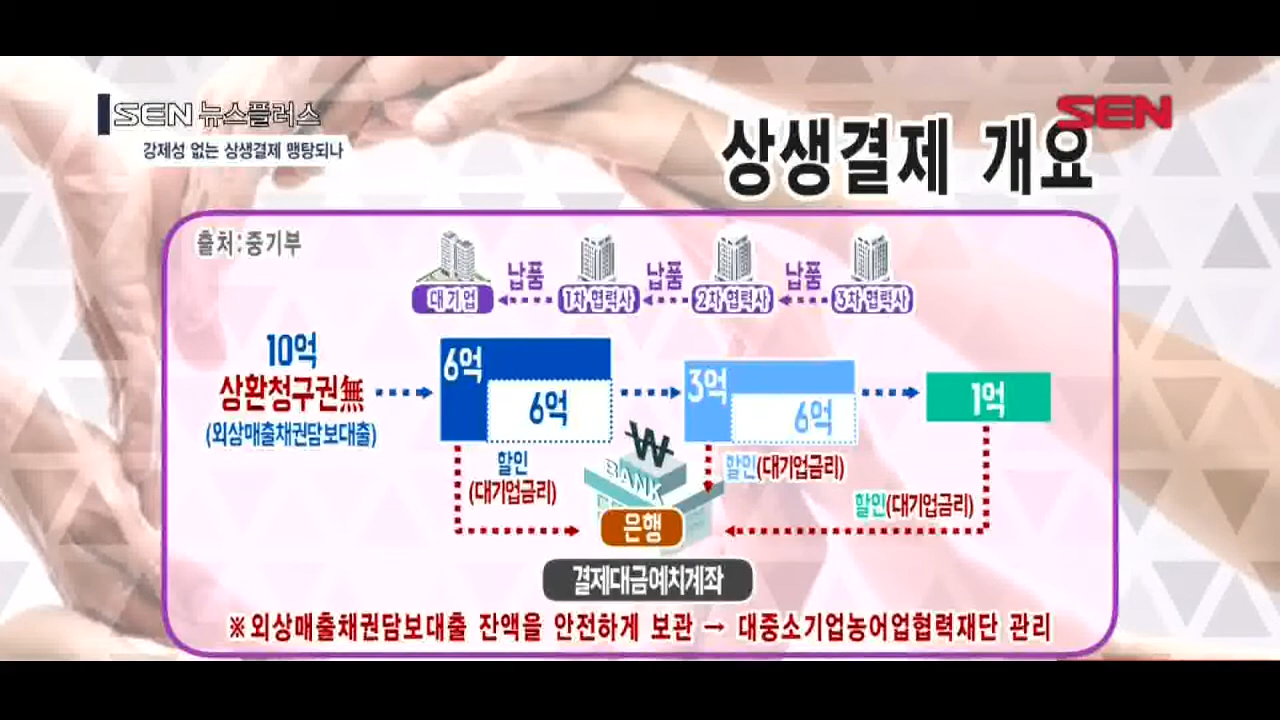 SEN 뉴스플러스
SEN
강제성 없는 상생결제 맹탕되나
상생결제 개요
출처:중기부
납품 납품 납품
대기업 1차 협력사 2차 협력사 3차 협력사
10억
상환청구권無
(외상매출채권담보대출)
6억
6억
3억
6억
1억
₩
BANK
은행
할인
(대기업금리)
할인(대기업금리)
할인(대기업금리)
결제대금예치계좌
※외상매출채권담보대출 잔액을 안전하게 보관 → 대중소기업농어업협력재단 관리